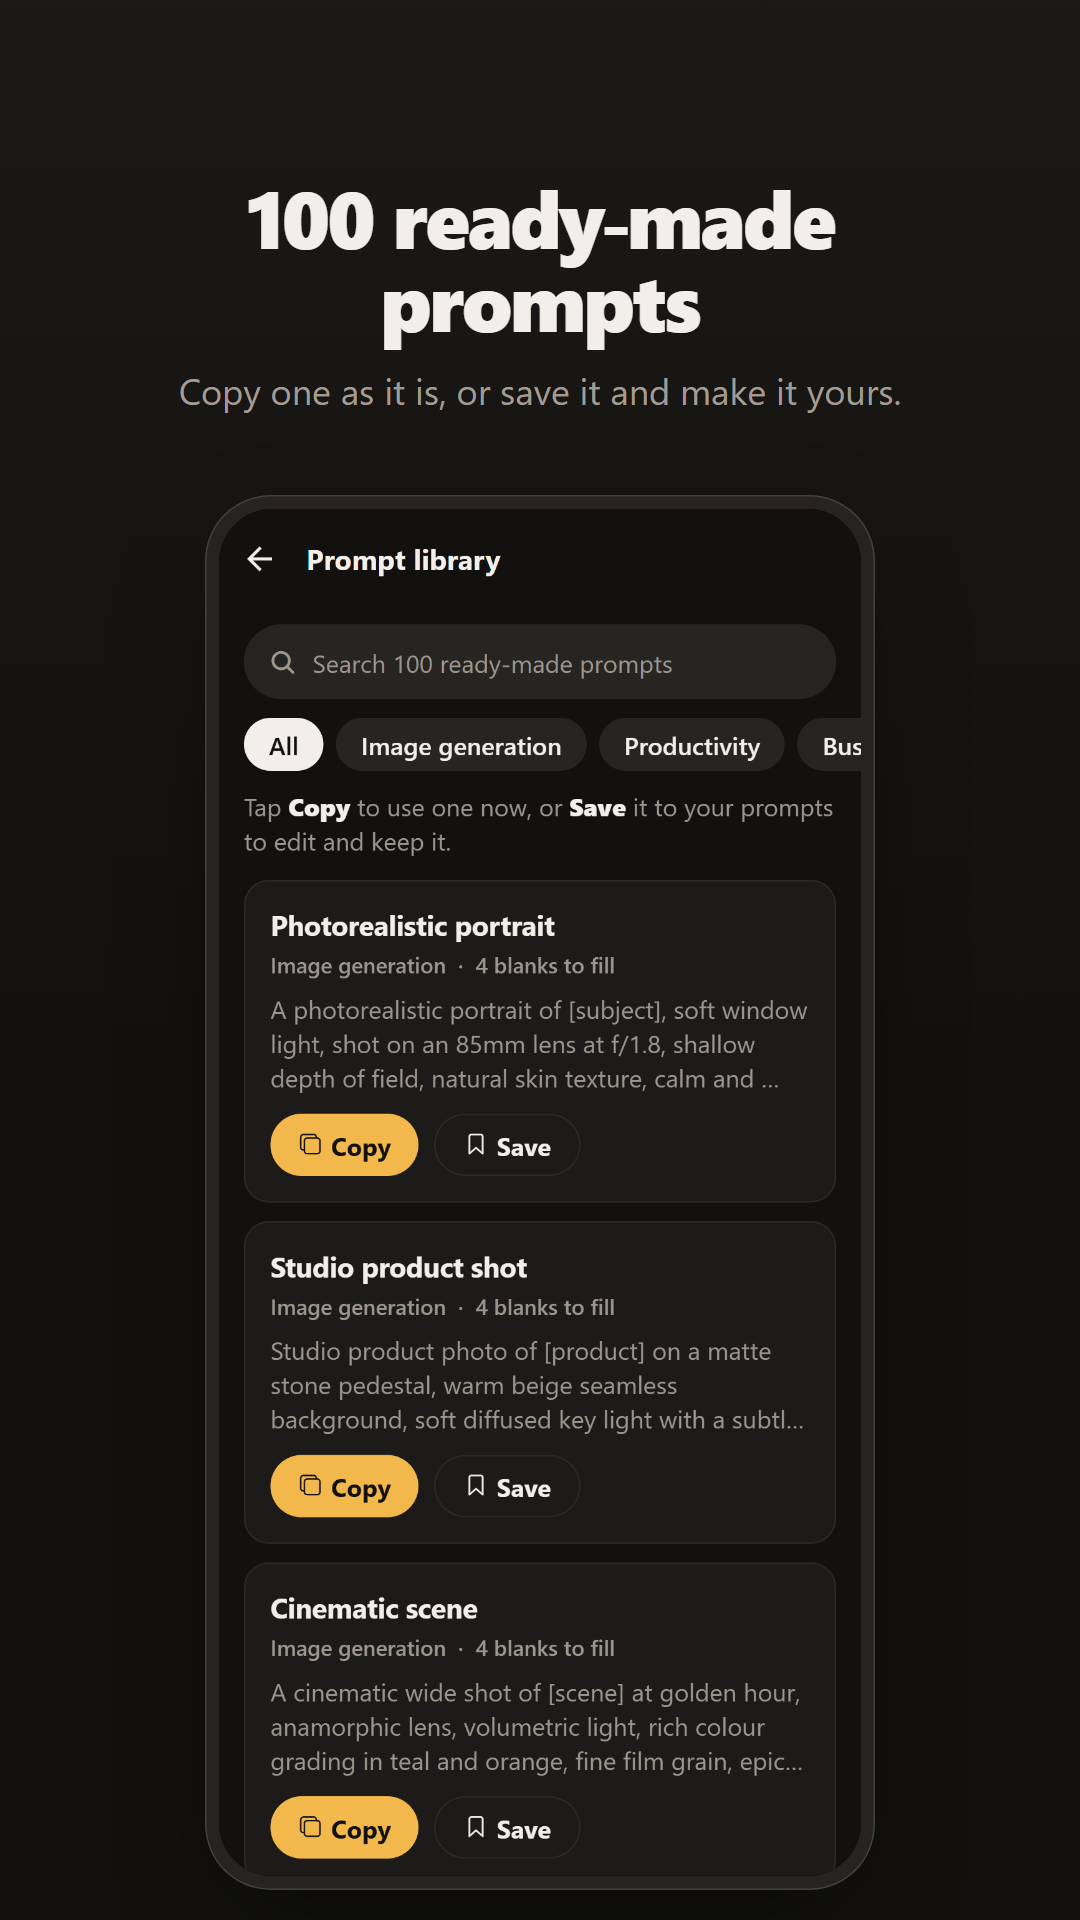 100 ready-made
prompts
Copy one as it is, or save it and make it yours.
Prompt library
Search 100 ready-made prompts
All
Image generation
Productivity
Bus
Tap Copy to use one now, or Save it to your prompts
to edit and keep it.
Photorealistic portrait
Image generation · 4 blanks to fill
A photorealistic portrait of [subject], soft window
light, shot on an 85mm lens at f/1.8, shallow
depth of field, natural skin texture, calm and ...
Copy
Save
Studio product shot
Image generation · 4 blanks to fill
Studio product photo of [product] on a matte
stone pedestal, warm beige seamless
background, soft diffused key light with a subtl...
Copy
Save
Cinematic scene
Image generation · 4 blanks to fill
A cinematic wide shot of [scene] at golden hour,
anamorphic lens, volumetric light, rich colour
grading in teal and orange, fine film grain, epic...
Copy
Save